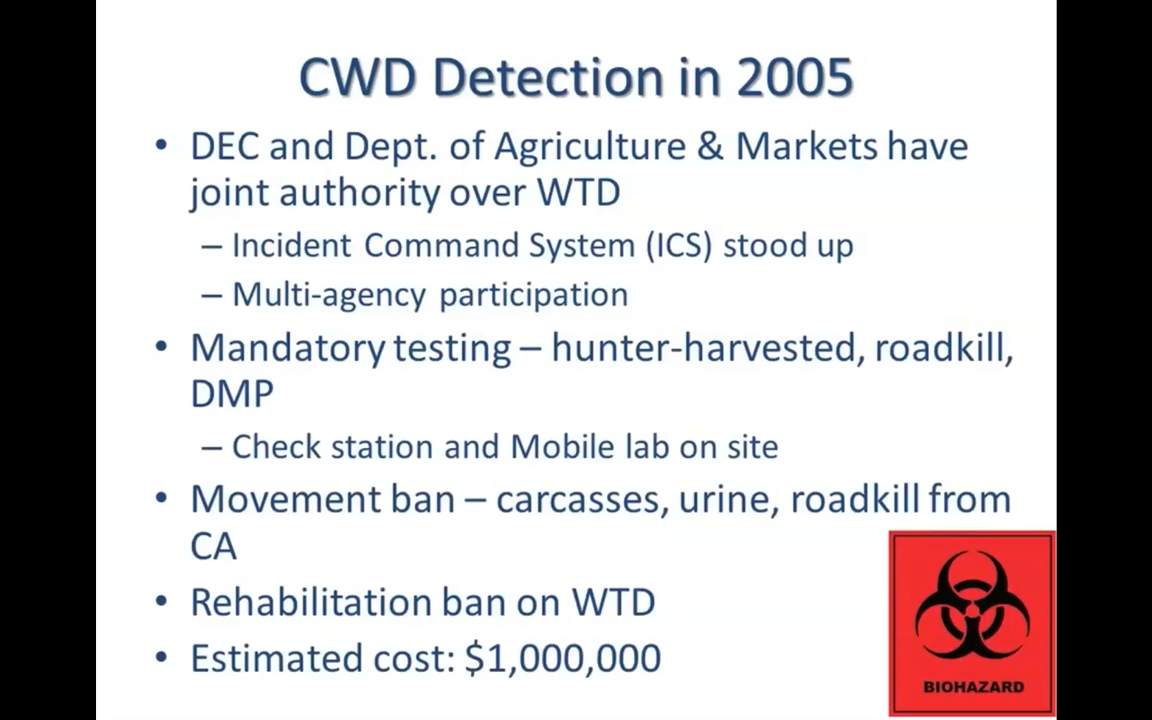 CWD Detection in 2005
• DEC and Dept. of Agriculture & Markets have
joint authority over WTD
– Incident Command System (ICS) stood up
– Multi-agency participation
• Mandatory testing – hunter-harvested, roadkill,
DMP
– Check station and Mobile lab on site
• Movement ban – carcasses, urine, roadkill from
CA
• Rehabilitation ban on WTD
• Estimated cost: $1,000,000
BIOHAZARD